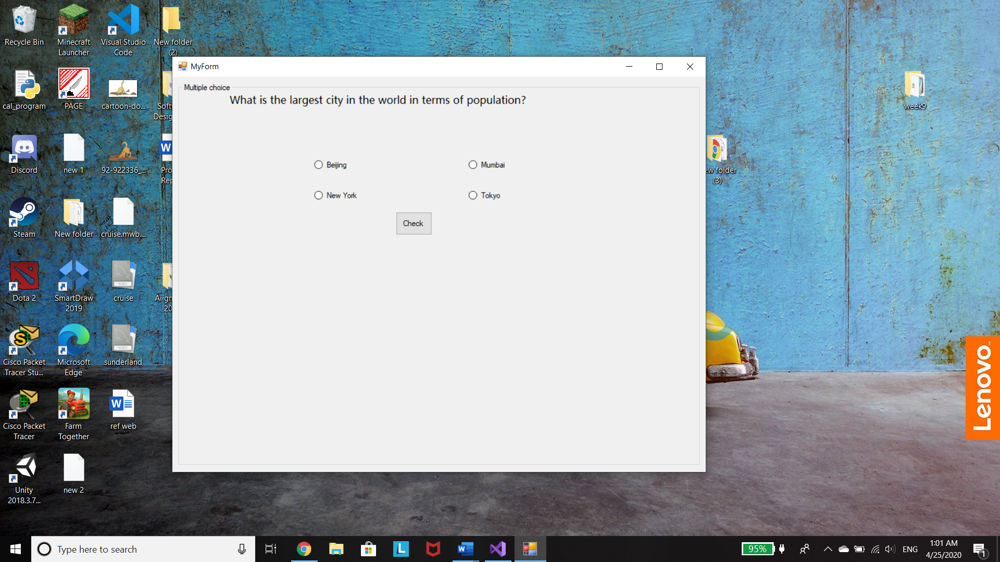 Recycle Bin
Minecraft
Launcher
Visual Studio
Code
New folder
(2)
cal_program
PAGE
cartoon-do...
Soft
Desig
Discord
new 1
92-922336_...
Pro
Rep
Steam
New folder
cruise.mwb....
Dota 2
SmartDraw
2019
cruise
Aiign
20
Cisco Packet
Tracer Stu...
Microsoft
Edge
sunderland
Cisco Packet
Tracer
Farm
Together
ref web
Unity
2018.3.7...
new 2
MyForm
Multiple choice
What is the largest city in the world in terms of population?
Beijing
Mumbai
New York
Tokyo
Check
week9
ew folder
(3)
Lenovo
Type here to search
95%
ENG
1:01 AM
4/25/2020
1